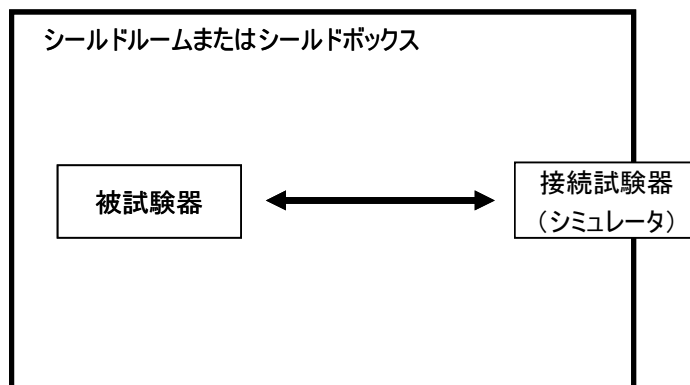 シールドルームまたはシールドボックス
被試験器
接続試験器
（シミュレータ）